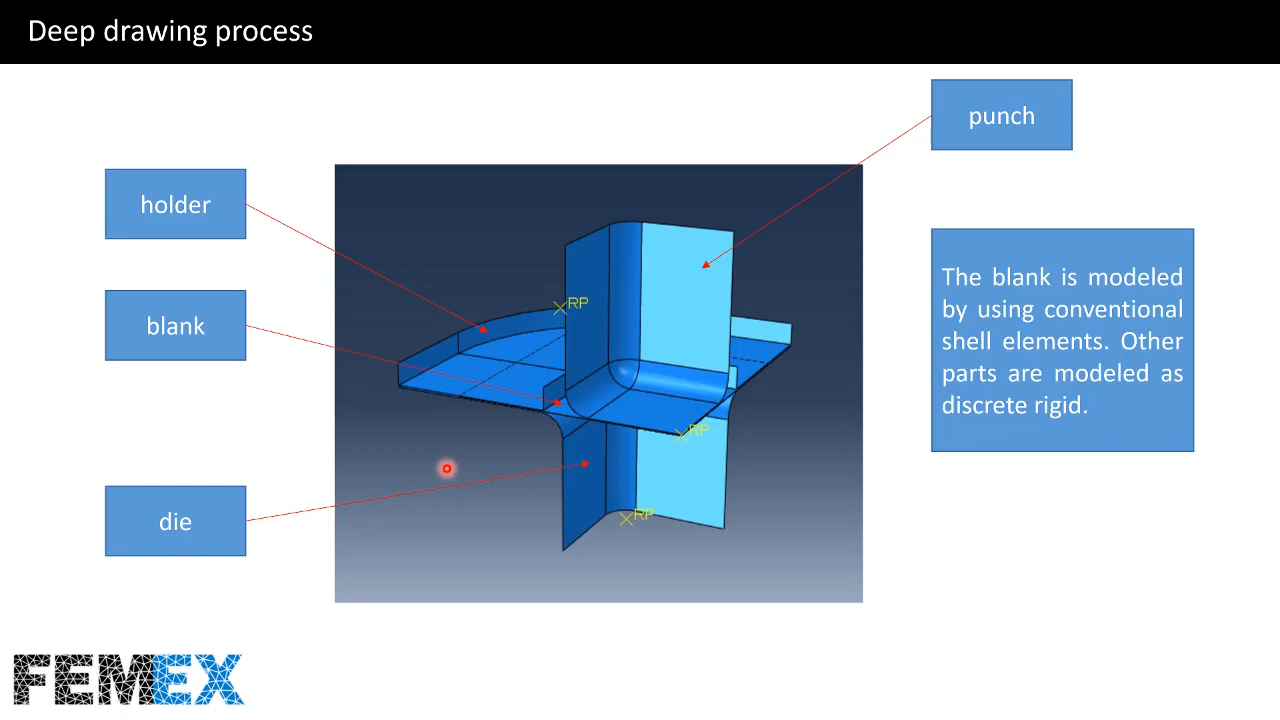 Deep drawing process
punch
holder
blank
The blank is modeled
by using conventional
shell elements. Other
parts are modeled as
discrete rigid.
die
RP
RP
RP
FEMEX